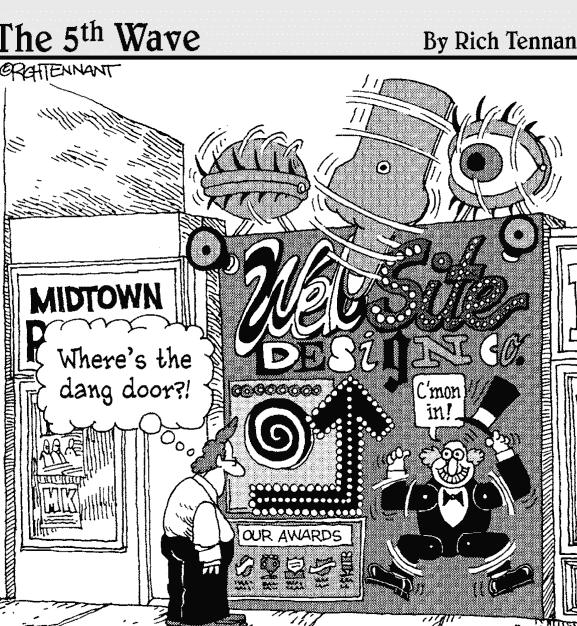 The 5th Wave
By Rich Tennan
©RICHTENNANT
MIDTOWN
Where's the
dang door?!
Web Site
DESigN Co.
C'mon
in!
OUR AWARDS